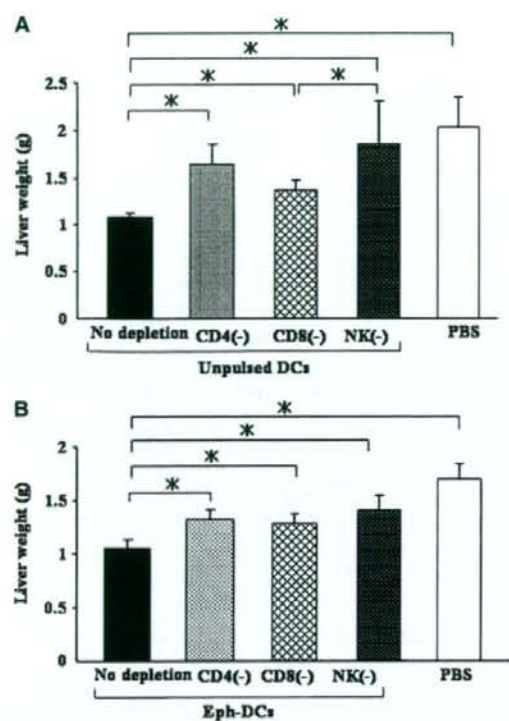 A
*
*
* *
*
Liver weight (g)
2.5
2
1.5
1
0.5
0
No depletion CD4(-) CD8(-) NK(-) PBS
Unpulsed DCs
B
*
*
*
*
Liver weight (g)
2
1.5
1
0.5
0
No depletion CD4(-) CD8(-) NK(-) PBS
Eph-DCs